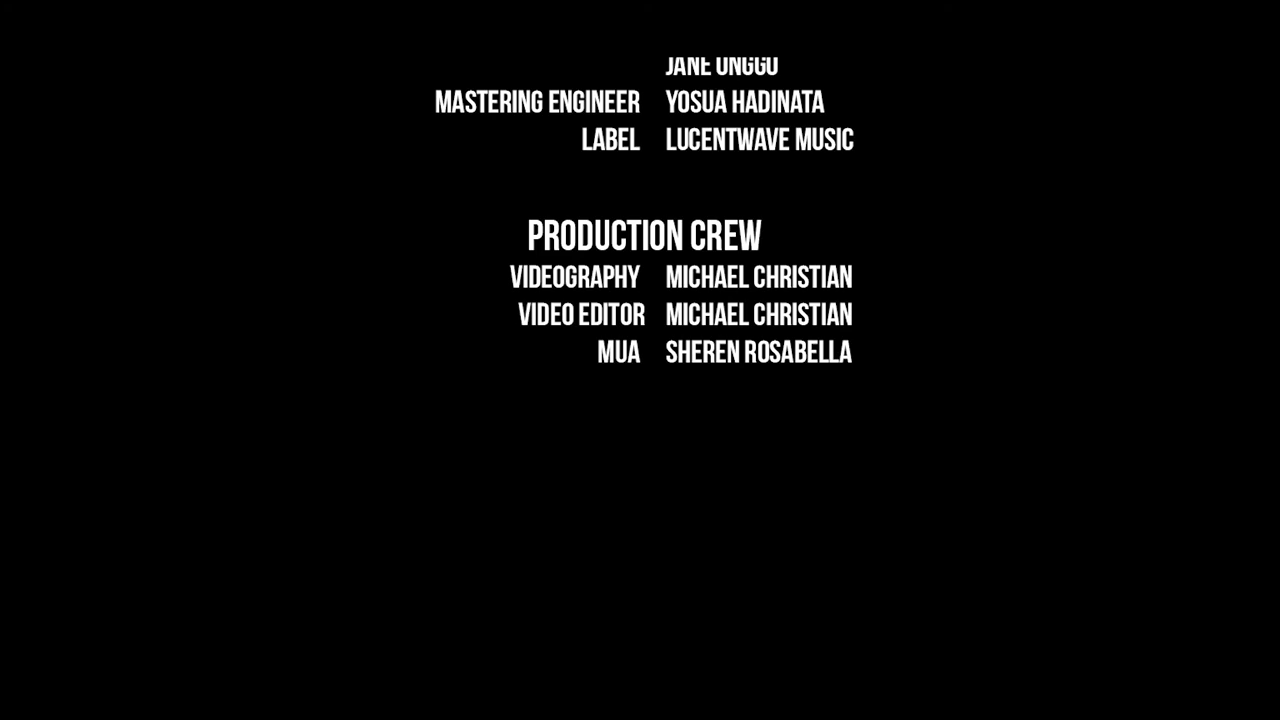 JANE UNGGU
MASTERING ENGINEER YOSUA HADINATA
LABEL LUCENTWAVE MUSIC
PRODUCTION CREW
VIDEOGRAPHY MICHAEL CHRISTIAN
VIDEO EDITOR MICHAEL CHRISTIAN
MUA SHEREN ROSABELLA